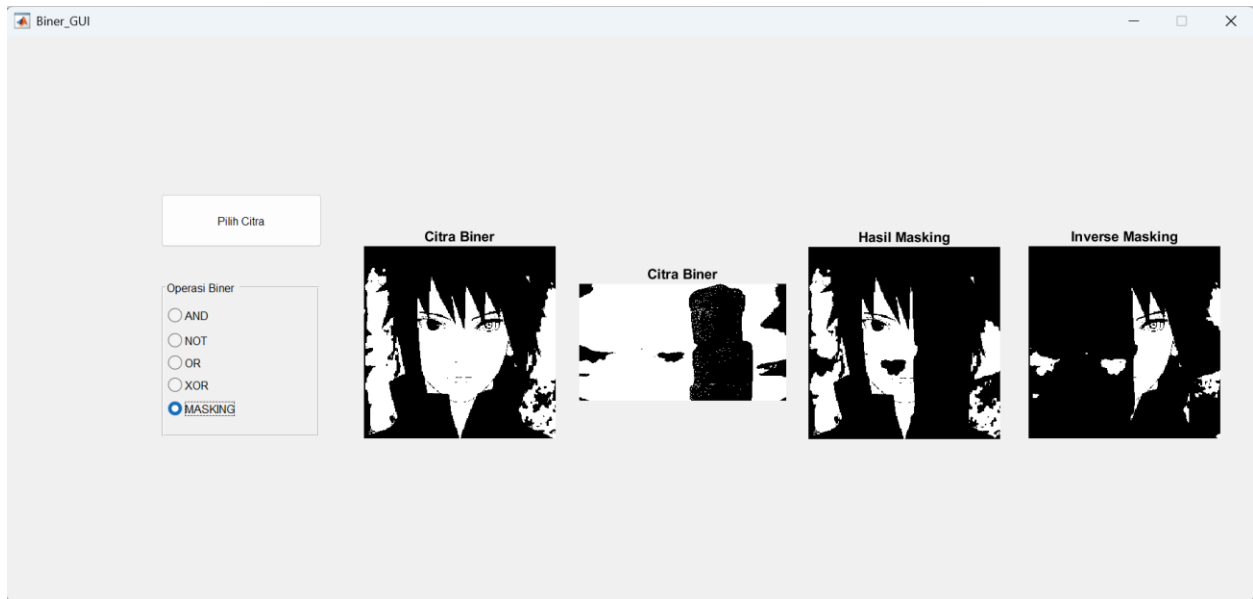 Biner_GUI
Pilih Citra
Operasi Biner
AND
NOT
OR
XOR
MASKING
Citra Biner
Citra Biner
Hasil Masking
Inverse Masking